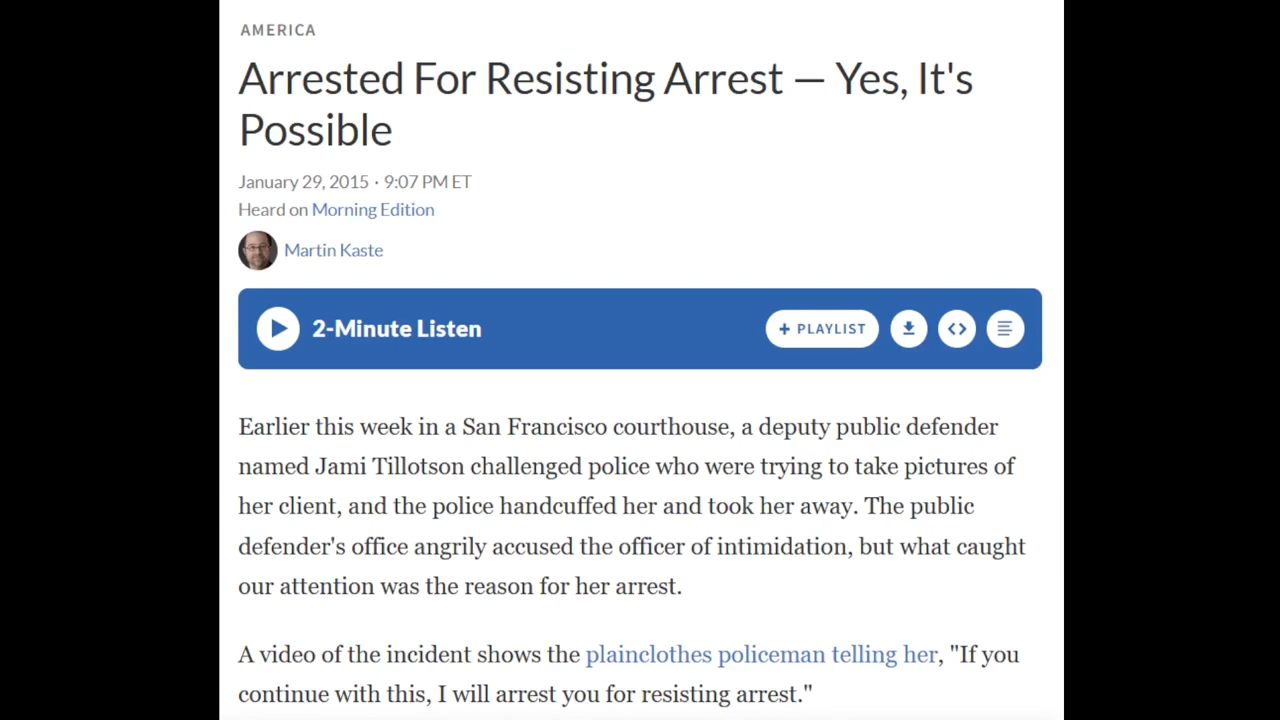 AMERICA
Arrested For Resisting Arrest — Yes, It's
Possible
January 29, 2015 · 9:07 PM ET
Heard on Morning Edition
Martin Kaste
2-Minute Listen
+ PLAYLIST
Earlier this week in a San Francisco courthouse, a deputy public defender
named Jami Tillotson challenged police who were trying to take pictures of
her client, and the police handcuffed her and took her away. The public
defender's office angrily accused the officer of intimidation, but what caught
our attention was the reason for her arrest.
A video of the incident shows the plainclothes policeman telling her, "If you
continue with this, I will arrest you for resisting arrest."